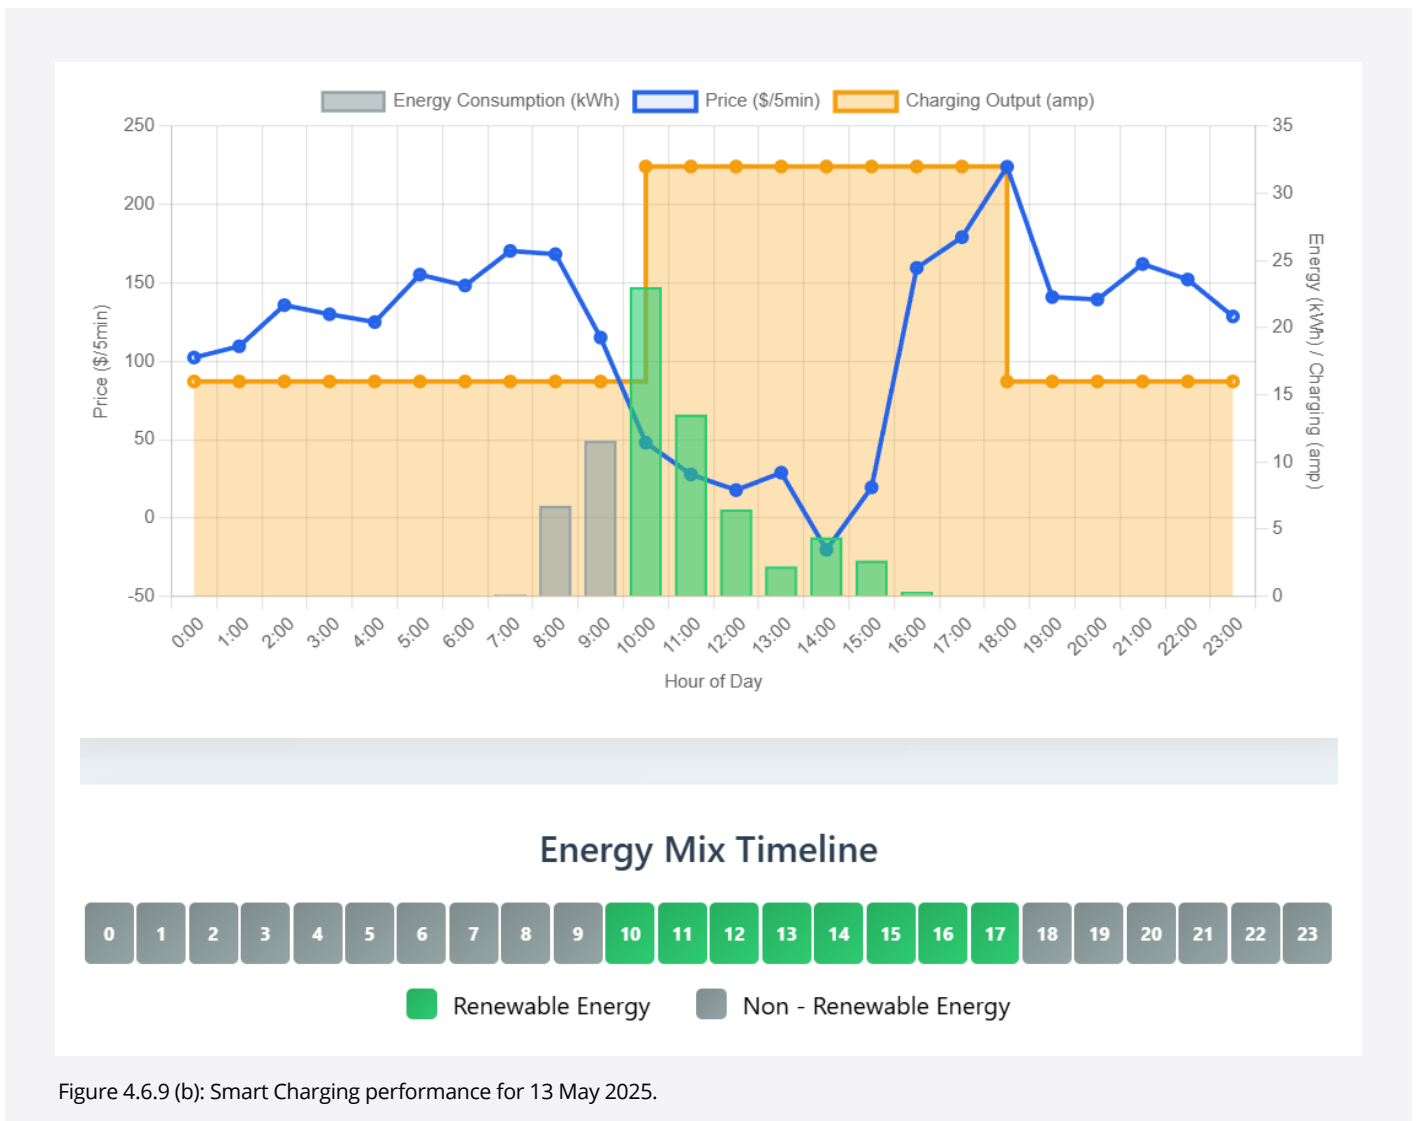 Energy Consumption (kWh) Price ($/5min) Charging Output (amp)
250
200
150
100
50
0
-50
Price ($/5min)
35
30
25
20
15
10
5
0
Energy (kWh) / Charging (amp)
0:00 1:00 2:00 3:00 4:00 5:00 6:00 7:00 8:00 9:00 10:00 11:00 12:00 13:00 14:00 15:00 16:00 17:00 18:00 19:00 20:00 21:00 22:00 23:00
Hour of Day
Energy Mix Timeline
0 1 2 3 4 5 6 7 8 9 10 11 12 13 14 15 16 17 18 19 20 21 22 23
Renewable Energy Non - Renewable Energy
Figure 4.6.9 (b): Smart Charging performance for 13 May 2025.